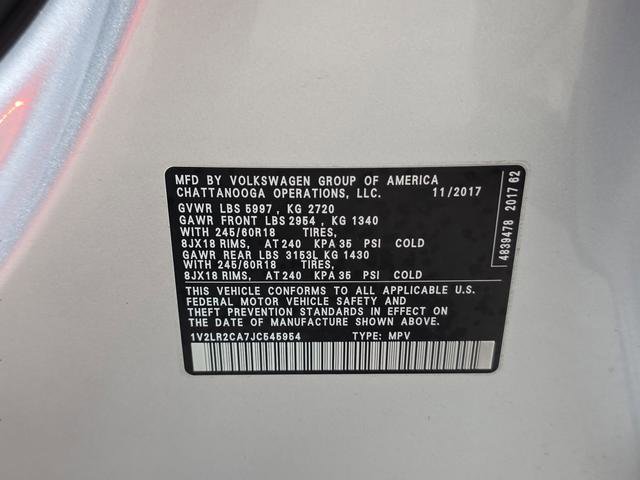 MFD BY VOLKSWAGEN GROUP OF AMERICA
CHATTANOOGA OPERATIONS, LLC. 11/2017
GVWR LBS 5997 , KG 2720
GAWR FRONT LBS 2954 , KG 1340
WITH 245/60R18 TIRES,
8JX18 RIMS, AT 240 KPA 35 PSI COLD
GAWR REAR LBS 3153L KG 1430
WITH 245/60R18 TIRES,
8JX18 RIMS, AT 240 KPA 35 PSI COLD
THIS VEHICLE CONFORMS TO ALL APPLICABLE U.S.
FEDERAL MOTOR VEHICLE SAFETY AND
THEFT PREVENTION STANDARDS IN EFFECT ON
THE DATE OF MANUFACTURE SHOWN ABOVE
1V2LR2CA7JC545954 TYPE: MPV
4839478 2017 62